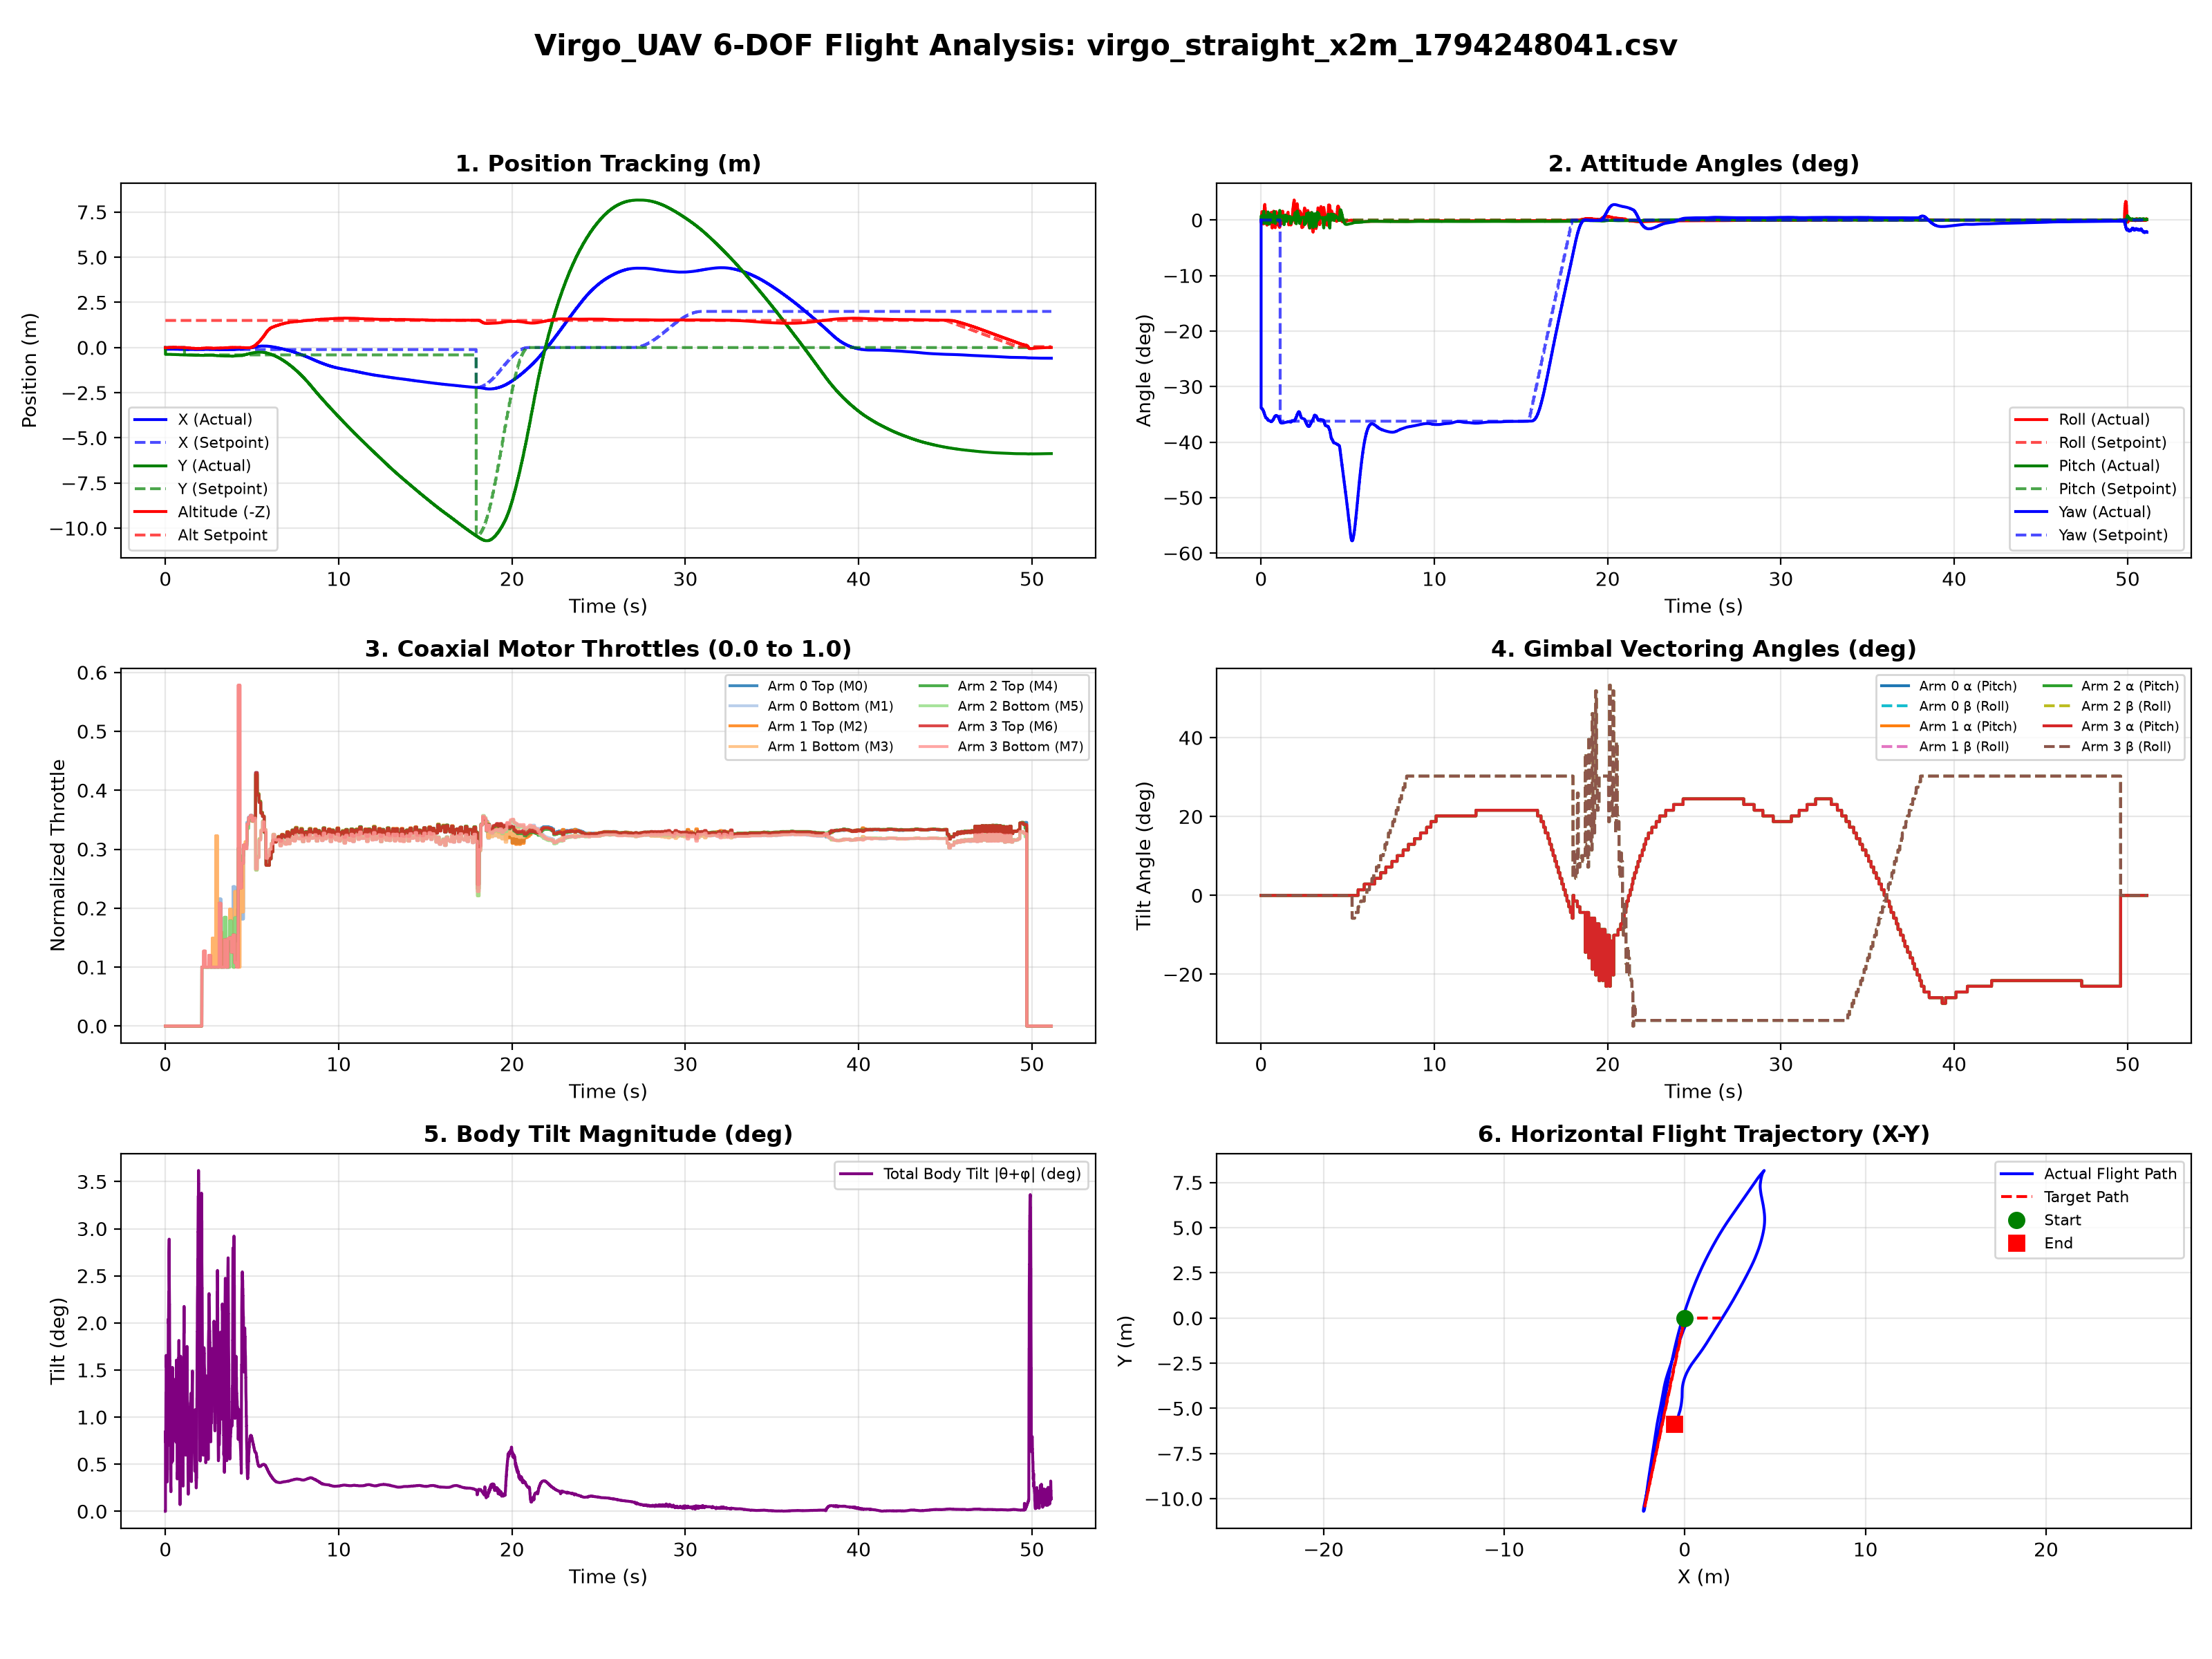 Virgo_UAV 6-DOF Flight Analysis: virgo_straight_x2m_1794248041.csv
1. Position Tracking (m)
Position (m)
7.5
5.0
2.5
0.0
−2.5
−5.0
−7.5
−10.0
X (Actual)
X (Setpoint)
Y (Actual)
Y (Setpoint)
Altitude (-Z)
Alt Setpoint
0 10 20 30 40 50
Time (s)
2. Attitude Angles (deg)
Angle (deg)
0
−10
−20
−30
−40
−50
−60
Roll (Actual)
Roll (Setpoint)
Pitch (Actual)
Pitch (Setpoint)
Yaw (Actual)
Yaw (Setpoint)
0 10 20 30 40 50
Time (s)
3. Coaxial Motor Throttles (0.0 to 1.0)
Normalized Throttle
0.6
0.5
0.4
0.3
0.2
0.1
0.0
Arm 0 Top (M0)
Arm 0 Bottom (M1)
Arm 1 Top (M2)
Arm 1 Bottom (M3)
Arm 2 Top (M4)
Arm 2 Bottom (M5)
Arm 3 Top (M6)
Arm 3 Bottom (M7)
0 10 20 30 40 50
Time (s)
4. Gimbal Vectoring Angles (deg)
Tilt Angle (deg)
40
20
0
−20
Arm 0 α (Pitch)
Arm 0 β (Roll)
Arm 1 α (Pitch)
Arm 1 β (Roll)
Arm 2 α (Pitch)
Arm 2 β (Roll)
Arm 3 α (Pitch)
Arm 3 β (Roll)
0 10 20 30 40 50
Time (s)
5. Body Tilt Magnitude (deg)
Tilt (deg)
3.5
3.0
2.5
2.0
1.5
1.0
0.5
0.0
Total Body Tilt |θ+φ| (deg)
0 10 20 30 40 50
Time (s)
6. Horizontal Flight Trajectory (X-Y)
Y (m)
7.5
5.0
2.5
0.0
−2.5
−5.0
−7.5
−10.0
Actual Flight Path
Target Path
Start
End
−20 −10 0 10 20
X (m)